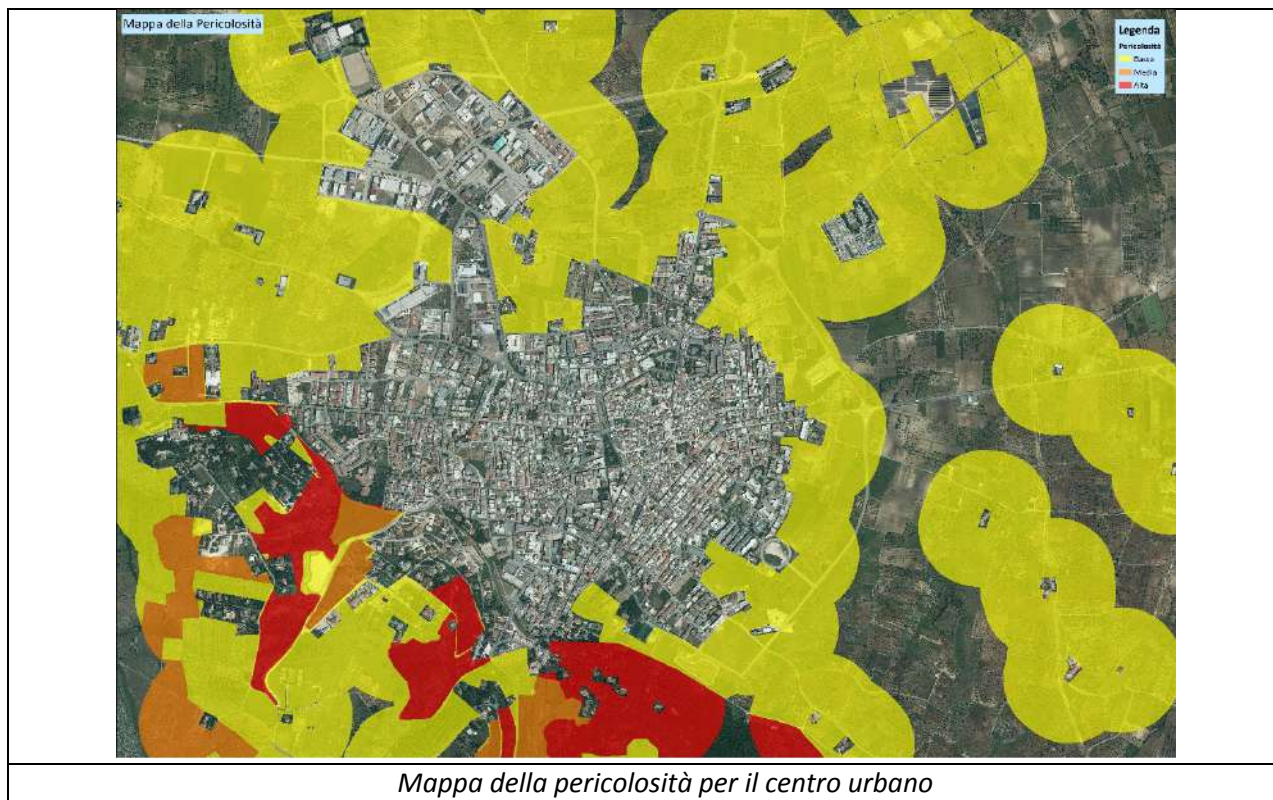 Mappa della Pericolosità
Legenda
Pericolosità
Bassa
Media
Alta
Mappa della pericolosità per il centro urbano